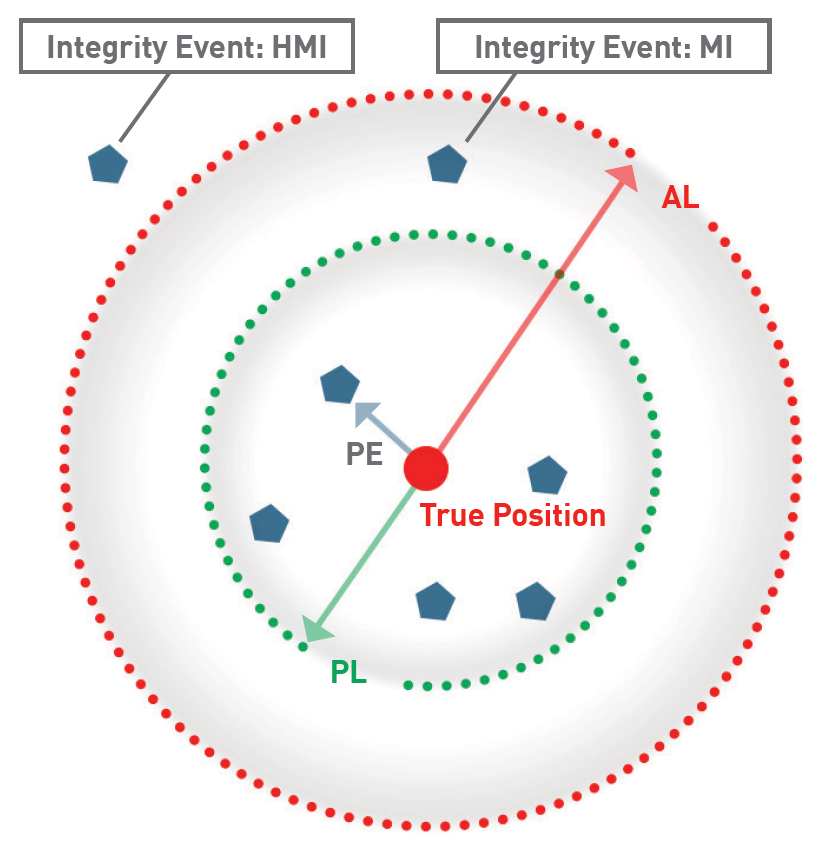 Integrity Event: HMI
Integrity Event: MI
AL
PE
True Position
PL